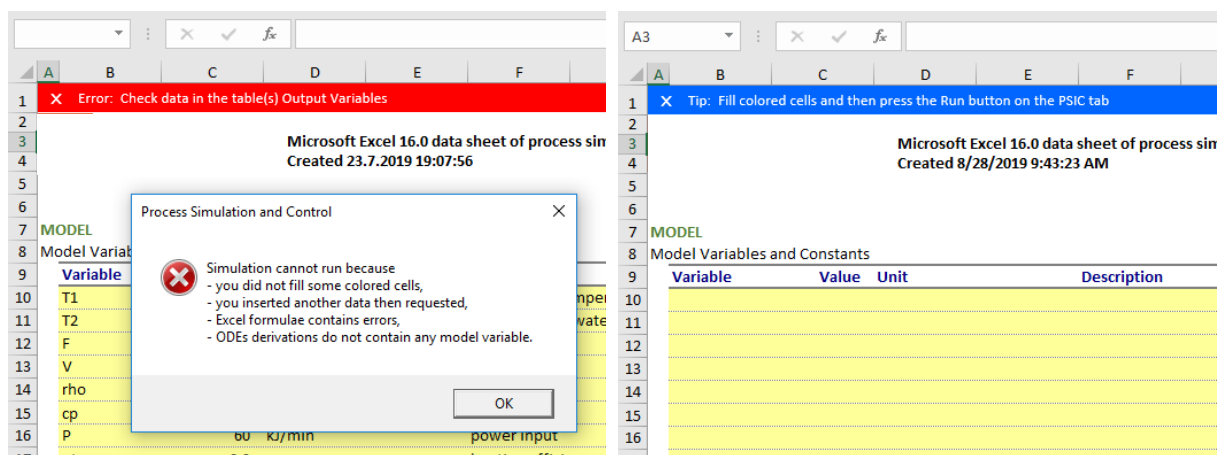 fx
A B C D E F
1 X Error: Check data in the table(s) Output Variables
2
3 Microsoft Excel 16.0 data sheet of process sim
4 Created 23.7.2019 19:07:56
5
6
7 MODEL
8 Model Variab
9 Variable
10 T1
11 T2
12 F
13 V
14 rho
15 cp
16 P 60 kJ/min power input
Process Simulation and Control
Simulation cannot run because
- you did not fill some colored cells,
- you inserted another data then requested,
- Excel formulae contains errors,
- ODEs derivations do not contain any model variable.
OK
A3 fx
A B C D E F
1 X Tip: Fill colored cells and then press the Run button on the PSIC tab
2
3 Microsoft Excel 16.0 data sheet of process sim
4 Created 8/28/2019 9:43:23 AM
5
6
7 MODEL
8 Model Variables and Constants
9 Variable Value Unit Description
10
11
12
13
14
15
16